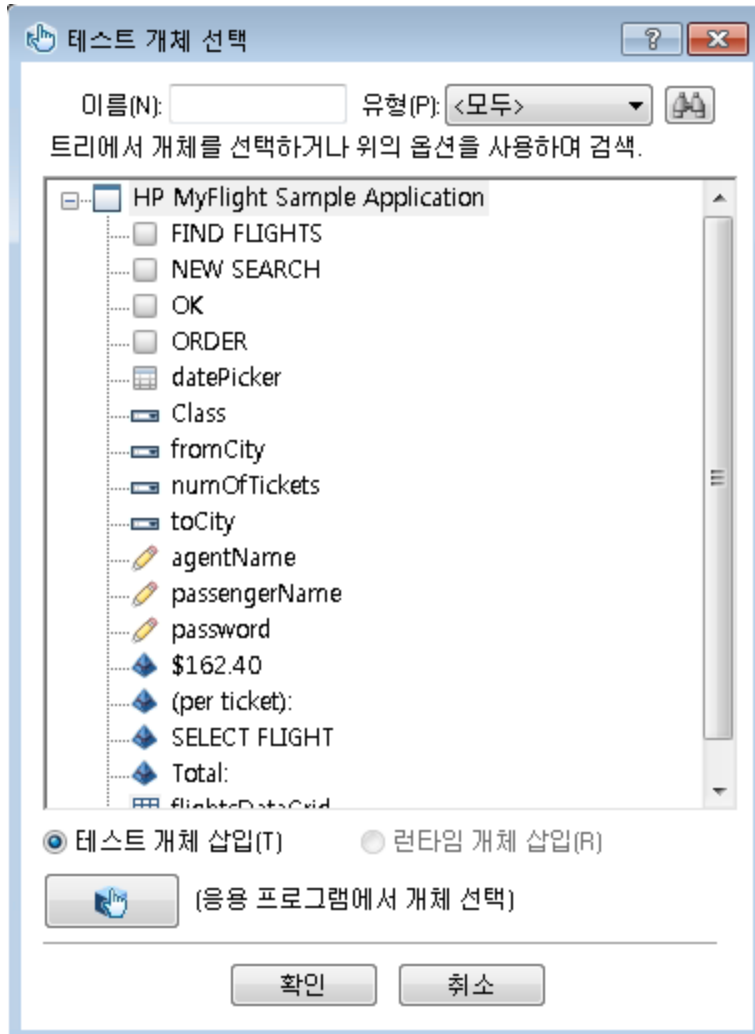 테스트 개체 선택
이름(N): 유형(P): <모두>
트리에서 개체를 선택하거나 위의 옵션을 사용하여 검색.
HP MyFlight Sample Application
FIND FLIGHTS
NEW SEARCH
OK
ORDER
datePicker
Class
fromCity
numOfTickets
toCity
agentName
passengerName
password
$162.40
(per ticket):
SELECT FLIGHT
Total:
flightsDataGrid
테스트 개체 삽입(T) 런타임 개체 삽입(R)
(응용 프로그램에서 개체 선택)
확인 취소